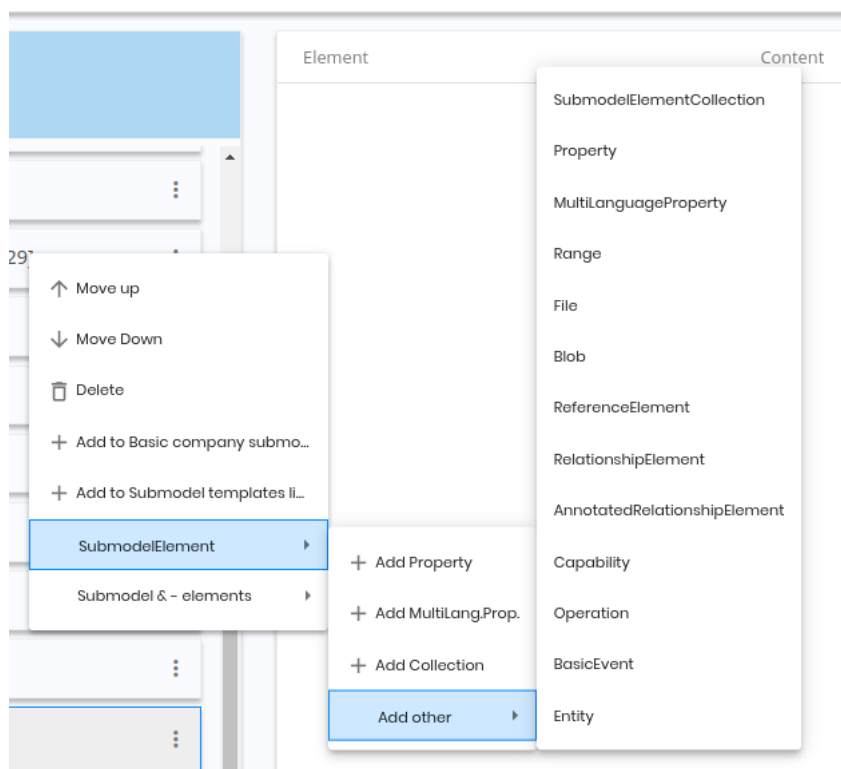 Element
Content
29]
Move up
Move Down
Delete
Add to Basic company submo...
Add to Submodel templates li...
SubmodelElement
Submodel & - elements
Add Property
Add MultiLang.Prop.
Add Collection
Add other
SubmodelElementCollection
Property
MultiLanguageProperty
Range
File
Blob
ReferenceElement
RelationshipElement
AnnotatedRelationshipElement
Capability
Operation
BasicEvent
Entity